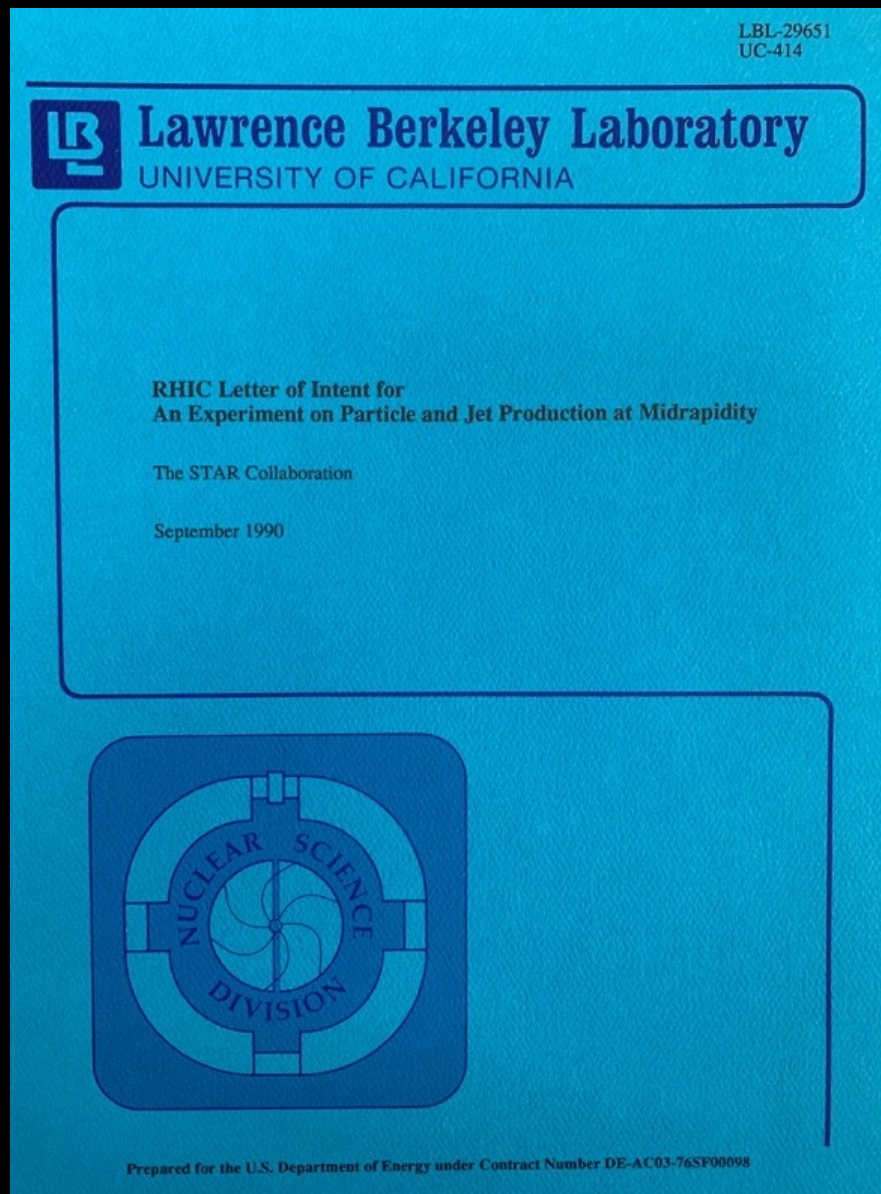 LBL-29651
UC-414
LBL
Lawrence Berkeley Laboratory
UNIVERSITY OF CALIFORNIA
RHIC Letter of Intent for
An Experiment on Particle and Jet Production at Midrapidity
The STAR Collaboration
September 1990
NUCLEAR SCIENCE
DIVISION
Prepared for the U.S. Department of Energy under Contract Number DE-AC03-76SF00098